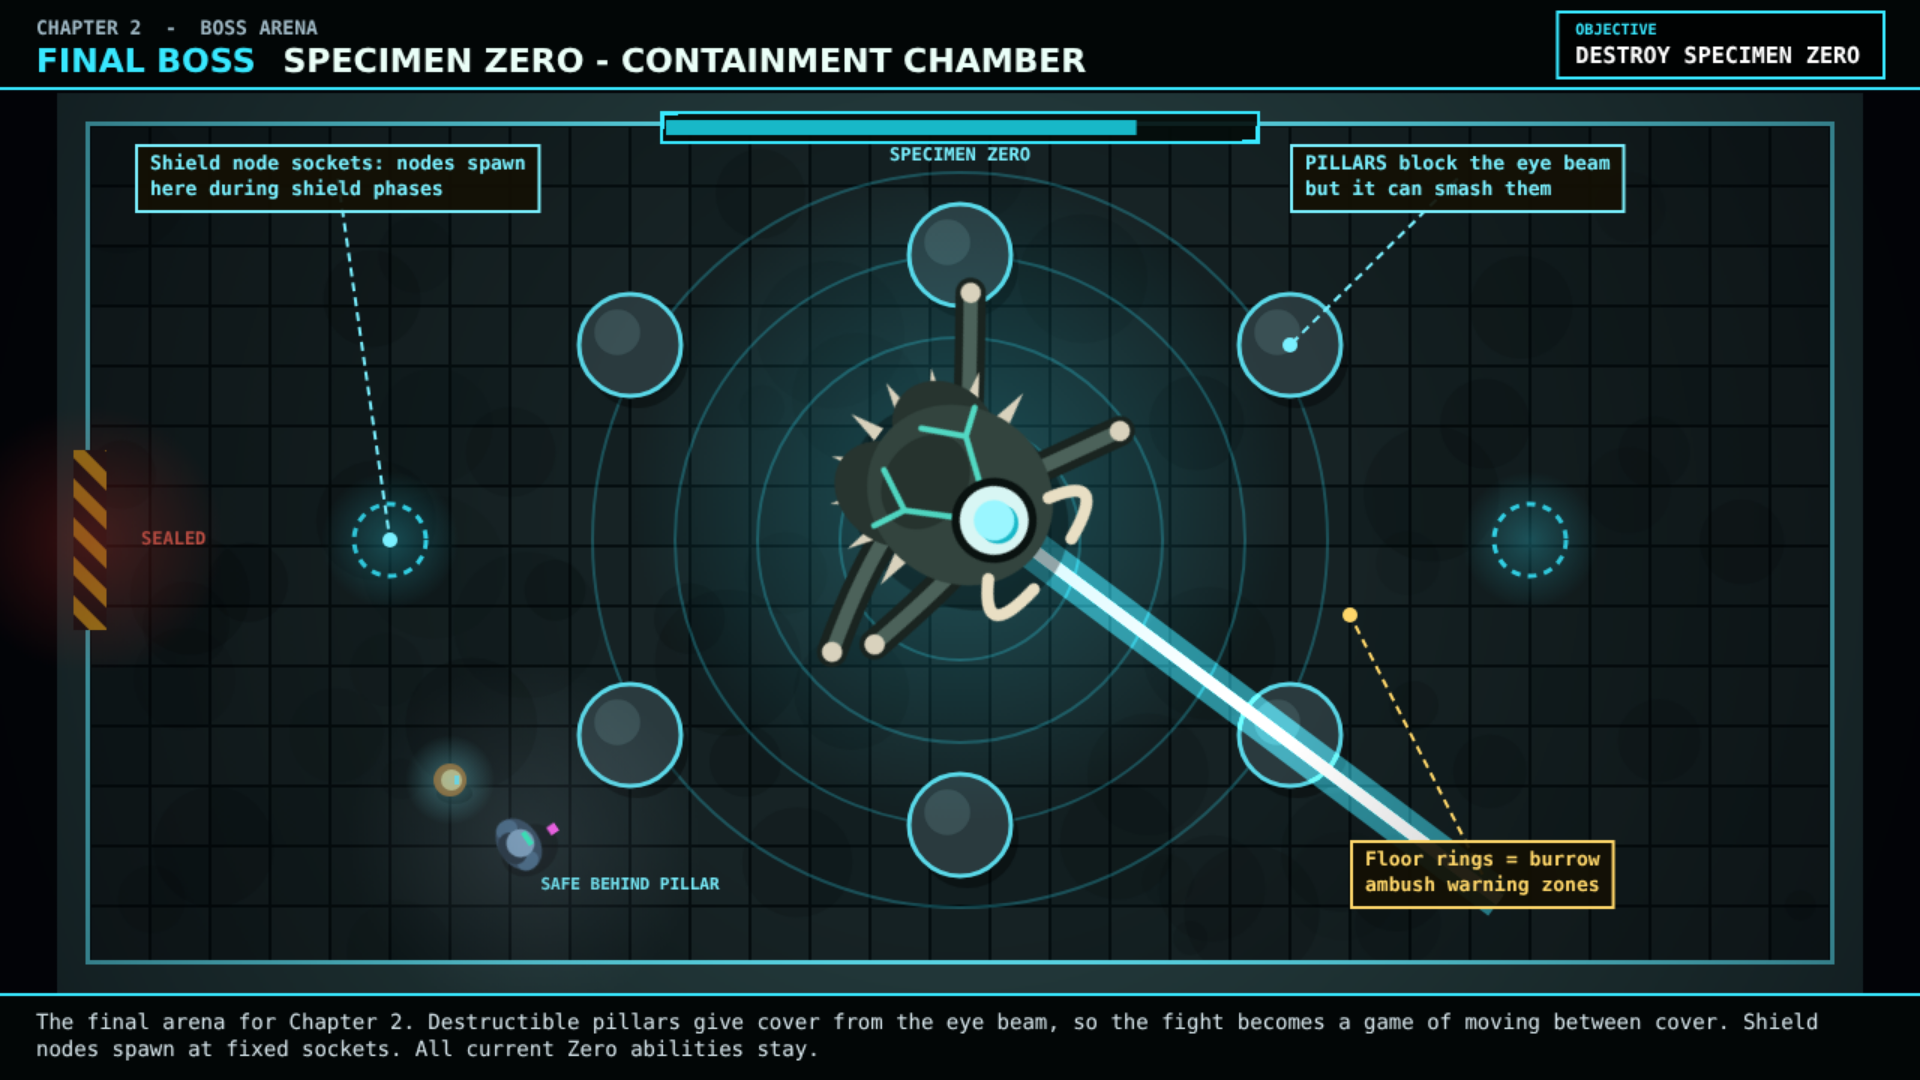 CHAPTER 2 - BOSS ARENA
FINAL BOSS SPECIMEN ZERO - CONTAINMENT CHAMBER
OBJECTIVE
DESTROY SPECIMEN ZERO
SPECIMEN ZERO
Shield node sockets: nodes spawn
here during shield phases
PILLARS block the eye beam
but it can smash them
SEALED
SAFE BEHIND PILLAR
Floor rings = burrow
ambush warning zones
The final arena for Chapter 2. Destructible pillars give cover from the eye beam, so the fight becomes a game of moving between cover. Shield
nodes spawn at fixed sockets. All current Zero abilities stay.